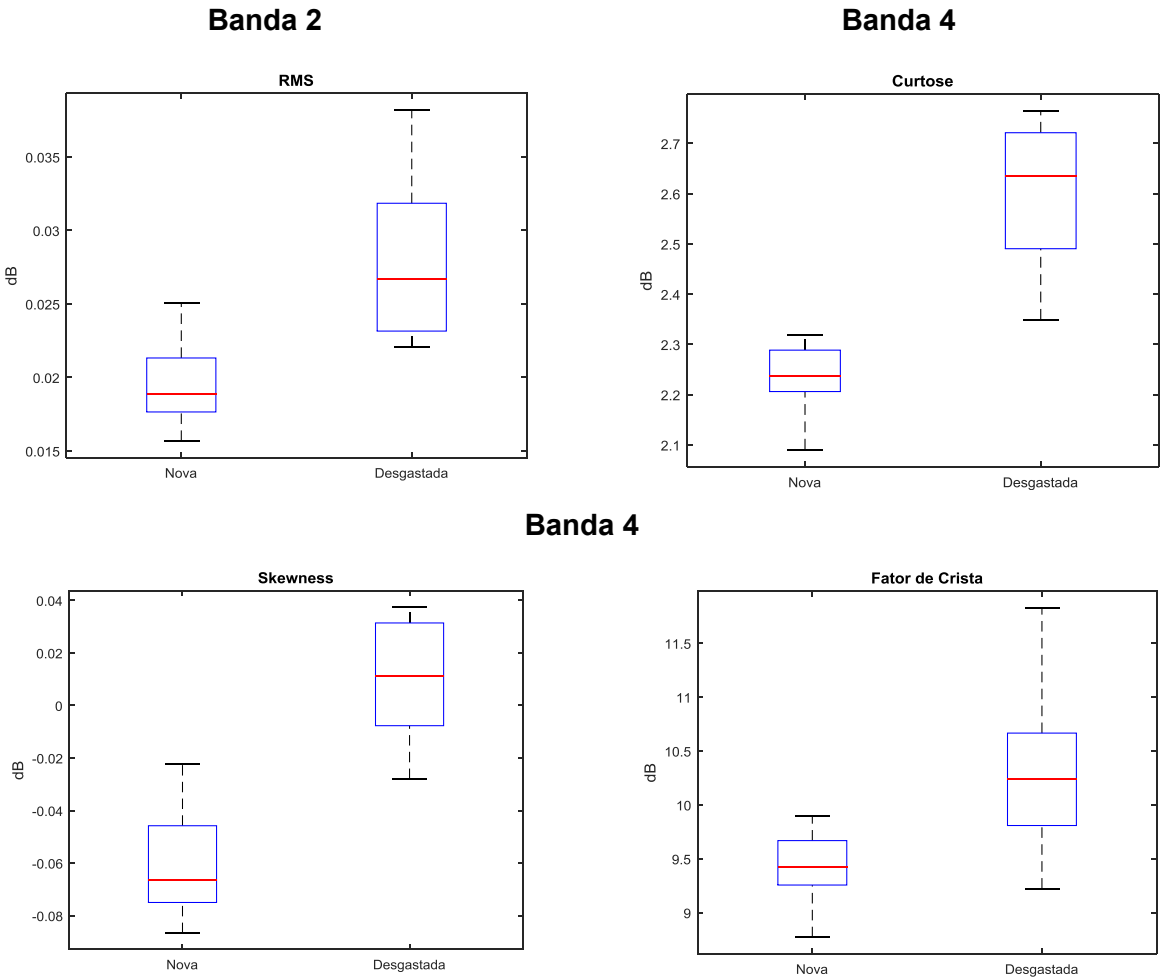 Banda 2
Banda 4
RMS
0.035
0.03
0.025
0.02
0.015
dB
Nova
Desgastada
Curtose
2.7
2.6
2.5
2.4
2.3
2.2
2.1
dB
Nova
Desgastada
Banda 4
Skewness
0.04
0.02
0
-0.02
-0.04
-0.06
-0.08
dB
Nova
Desgastada
Fator de Crista
11.5
11
10.5
10
9.5
9
dB
Nova
Desgastada